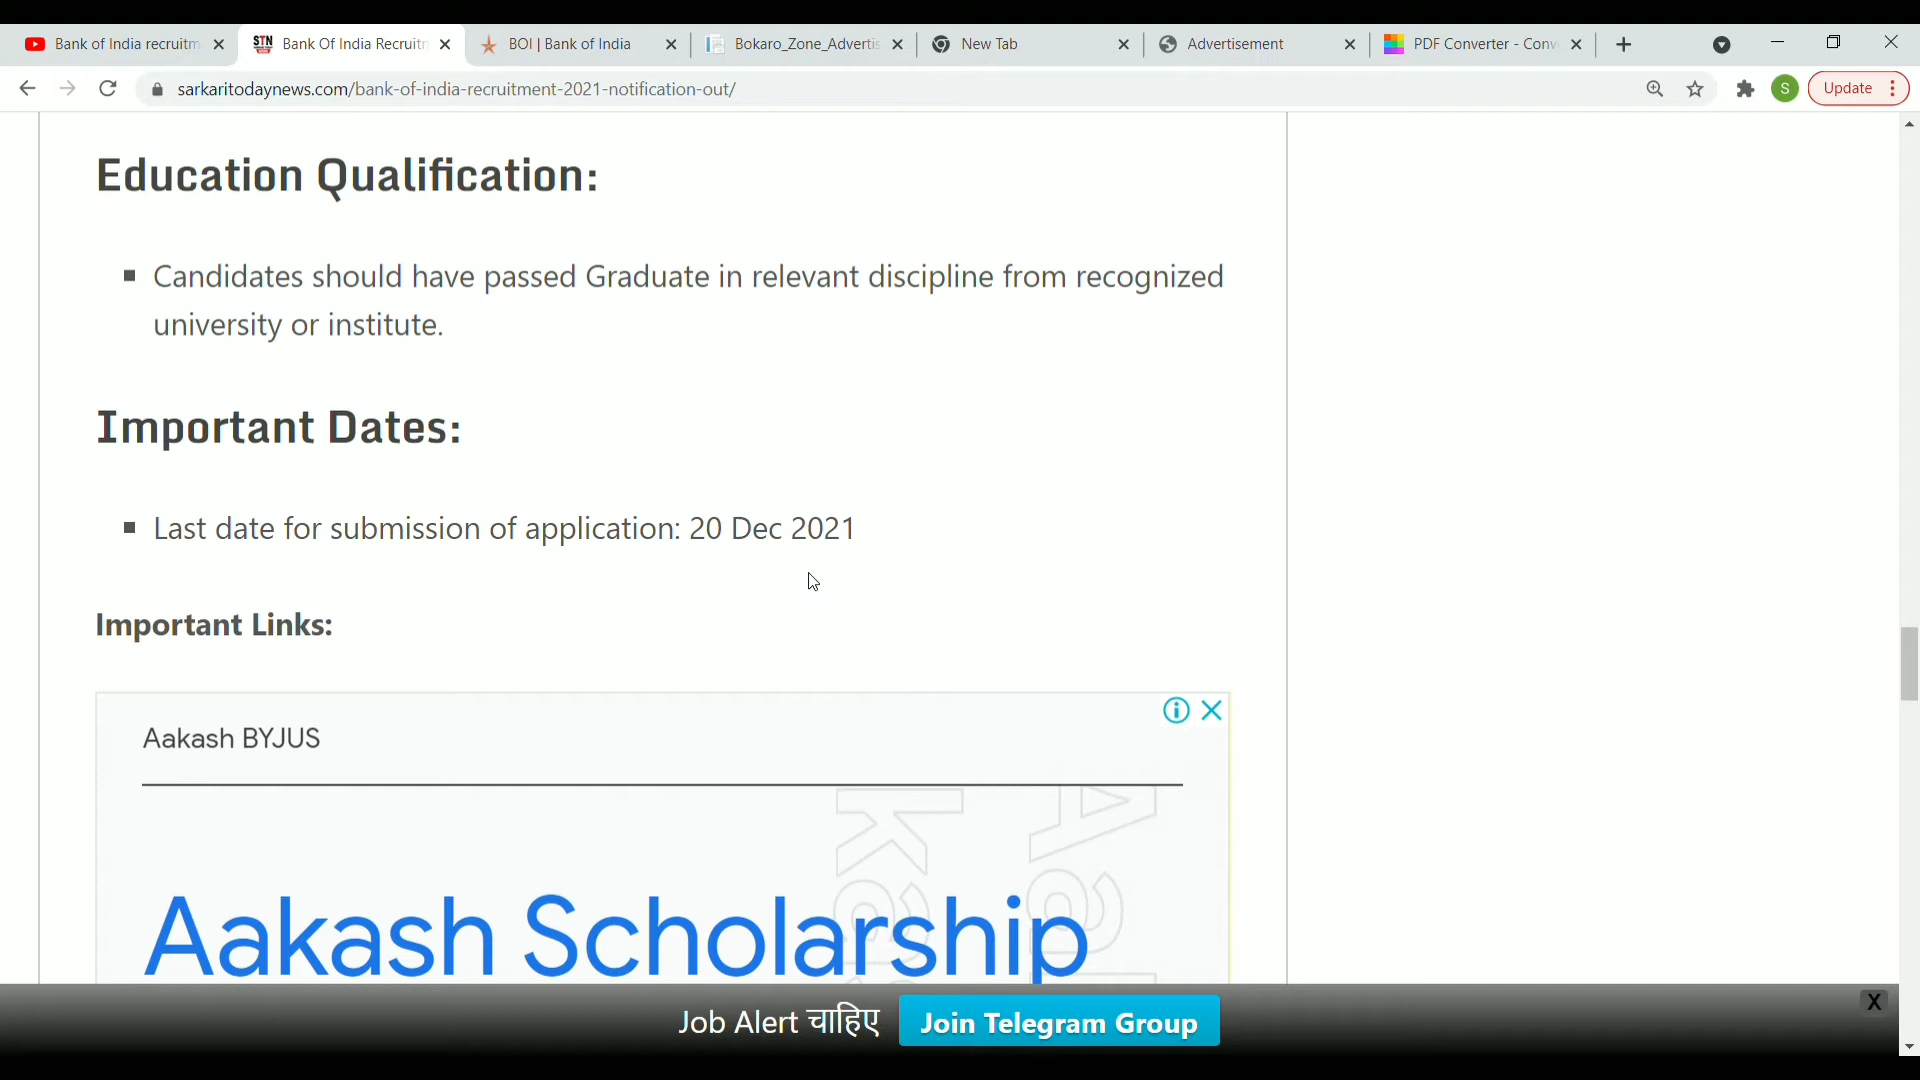 Bank of India recruitm
Bank Of India Recruitn
BOI | Bank of India
Bokaro_Zone_Advertis
New Tab
Advertisement
PDF Converter - Conv
sarkaritodaynews.com/bank-of-india-recruitment-2021-notification-out/
S
Update
Education Qualification:
Candidates should have passed Graduate in relevant discipline from recognized
university or institute.
Important Dates:
Last date for submission of application: 20 Dec 2021
Important Links:
Aakash BYJUS
Aakash Scholarship
Job Alert चाहिए
Join Telegram Group
X